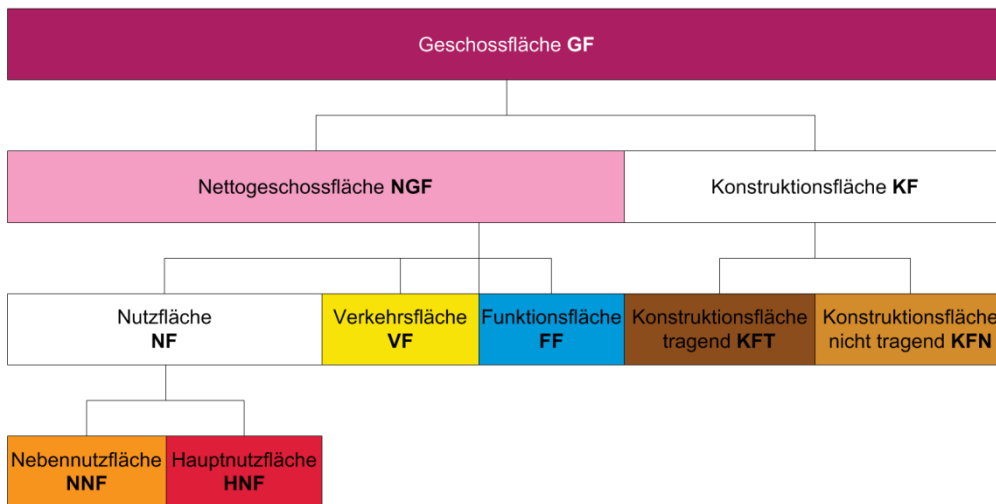 Geschossfläche GF
Nettogeschossfläche NGF
Konstruktionsfläche KF
Nutzfläche
NF
Verkehrsfläche
VF
Funktionsfläche
FF
Konstruktionsfläche
tragend KFT
Konstruktionsfläche
nicht tragend KFN
Nebennutzfläche
NNF
Hauptnutzfläche
HNF